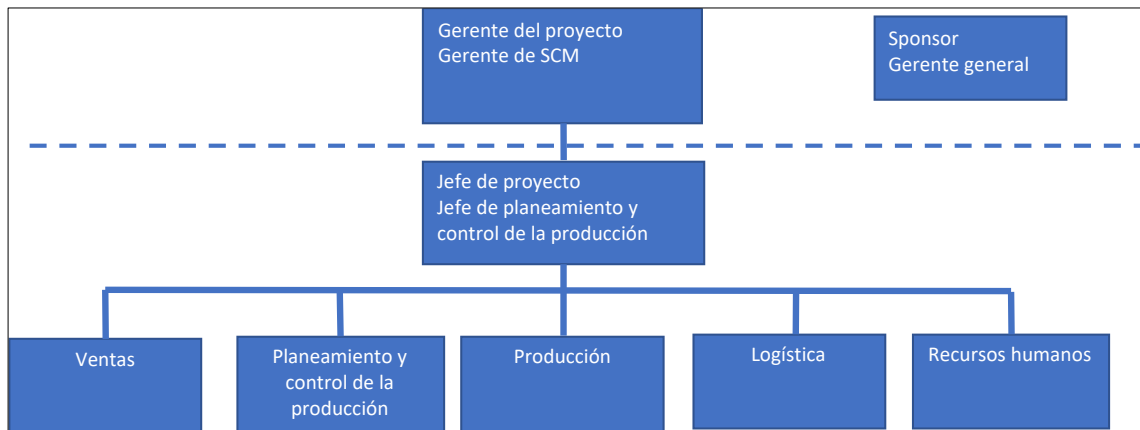 Gerente del proyecto
Gerente de SCM
Sponsor
Gerente general
Jefe de proyecto
Jefe de planeamiento y
control de la producción
Ventas
Planeamiento y
control de la
producción
Producción
Logística
Recursos humanos